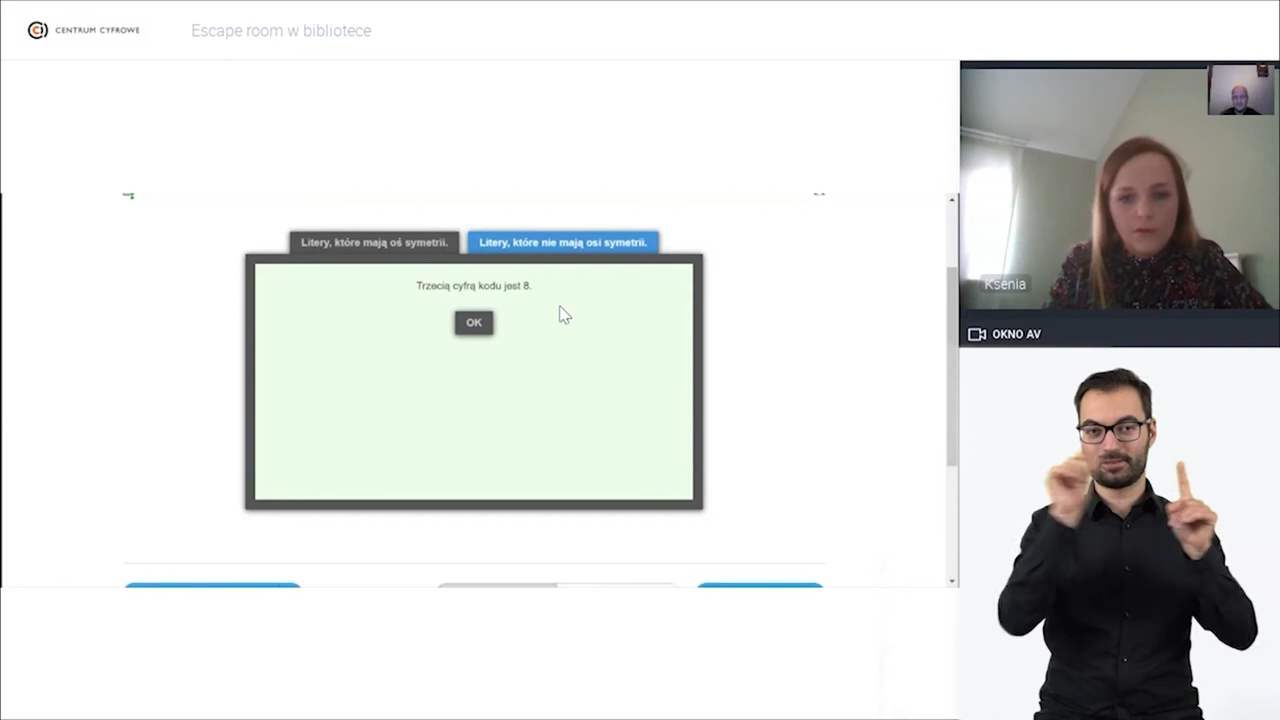 CENTRUM CYFROWE
Escape room w bibliotece
Litery, które mają oś symetrii.
Litery, które nie mają osi symetrii.
Trzecią cyfrą kodu jest 8.
OK
Ksenia
OKNO AV